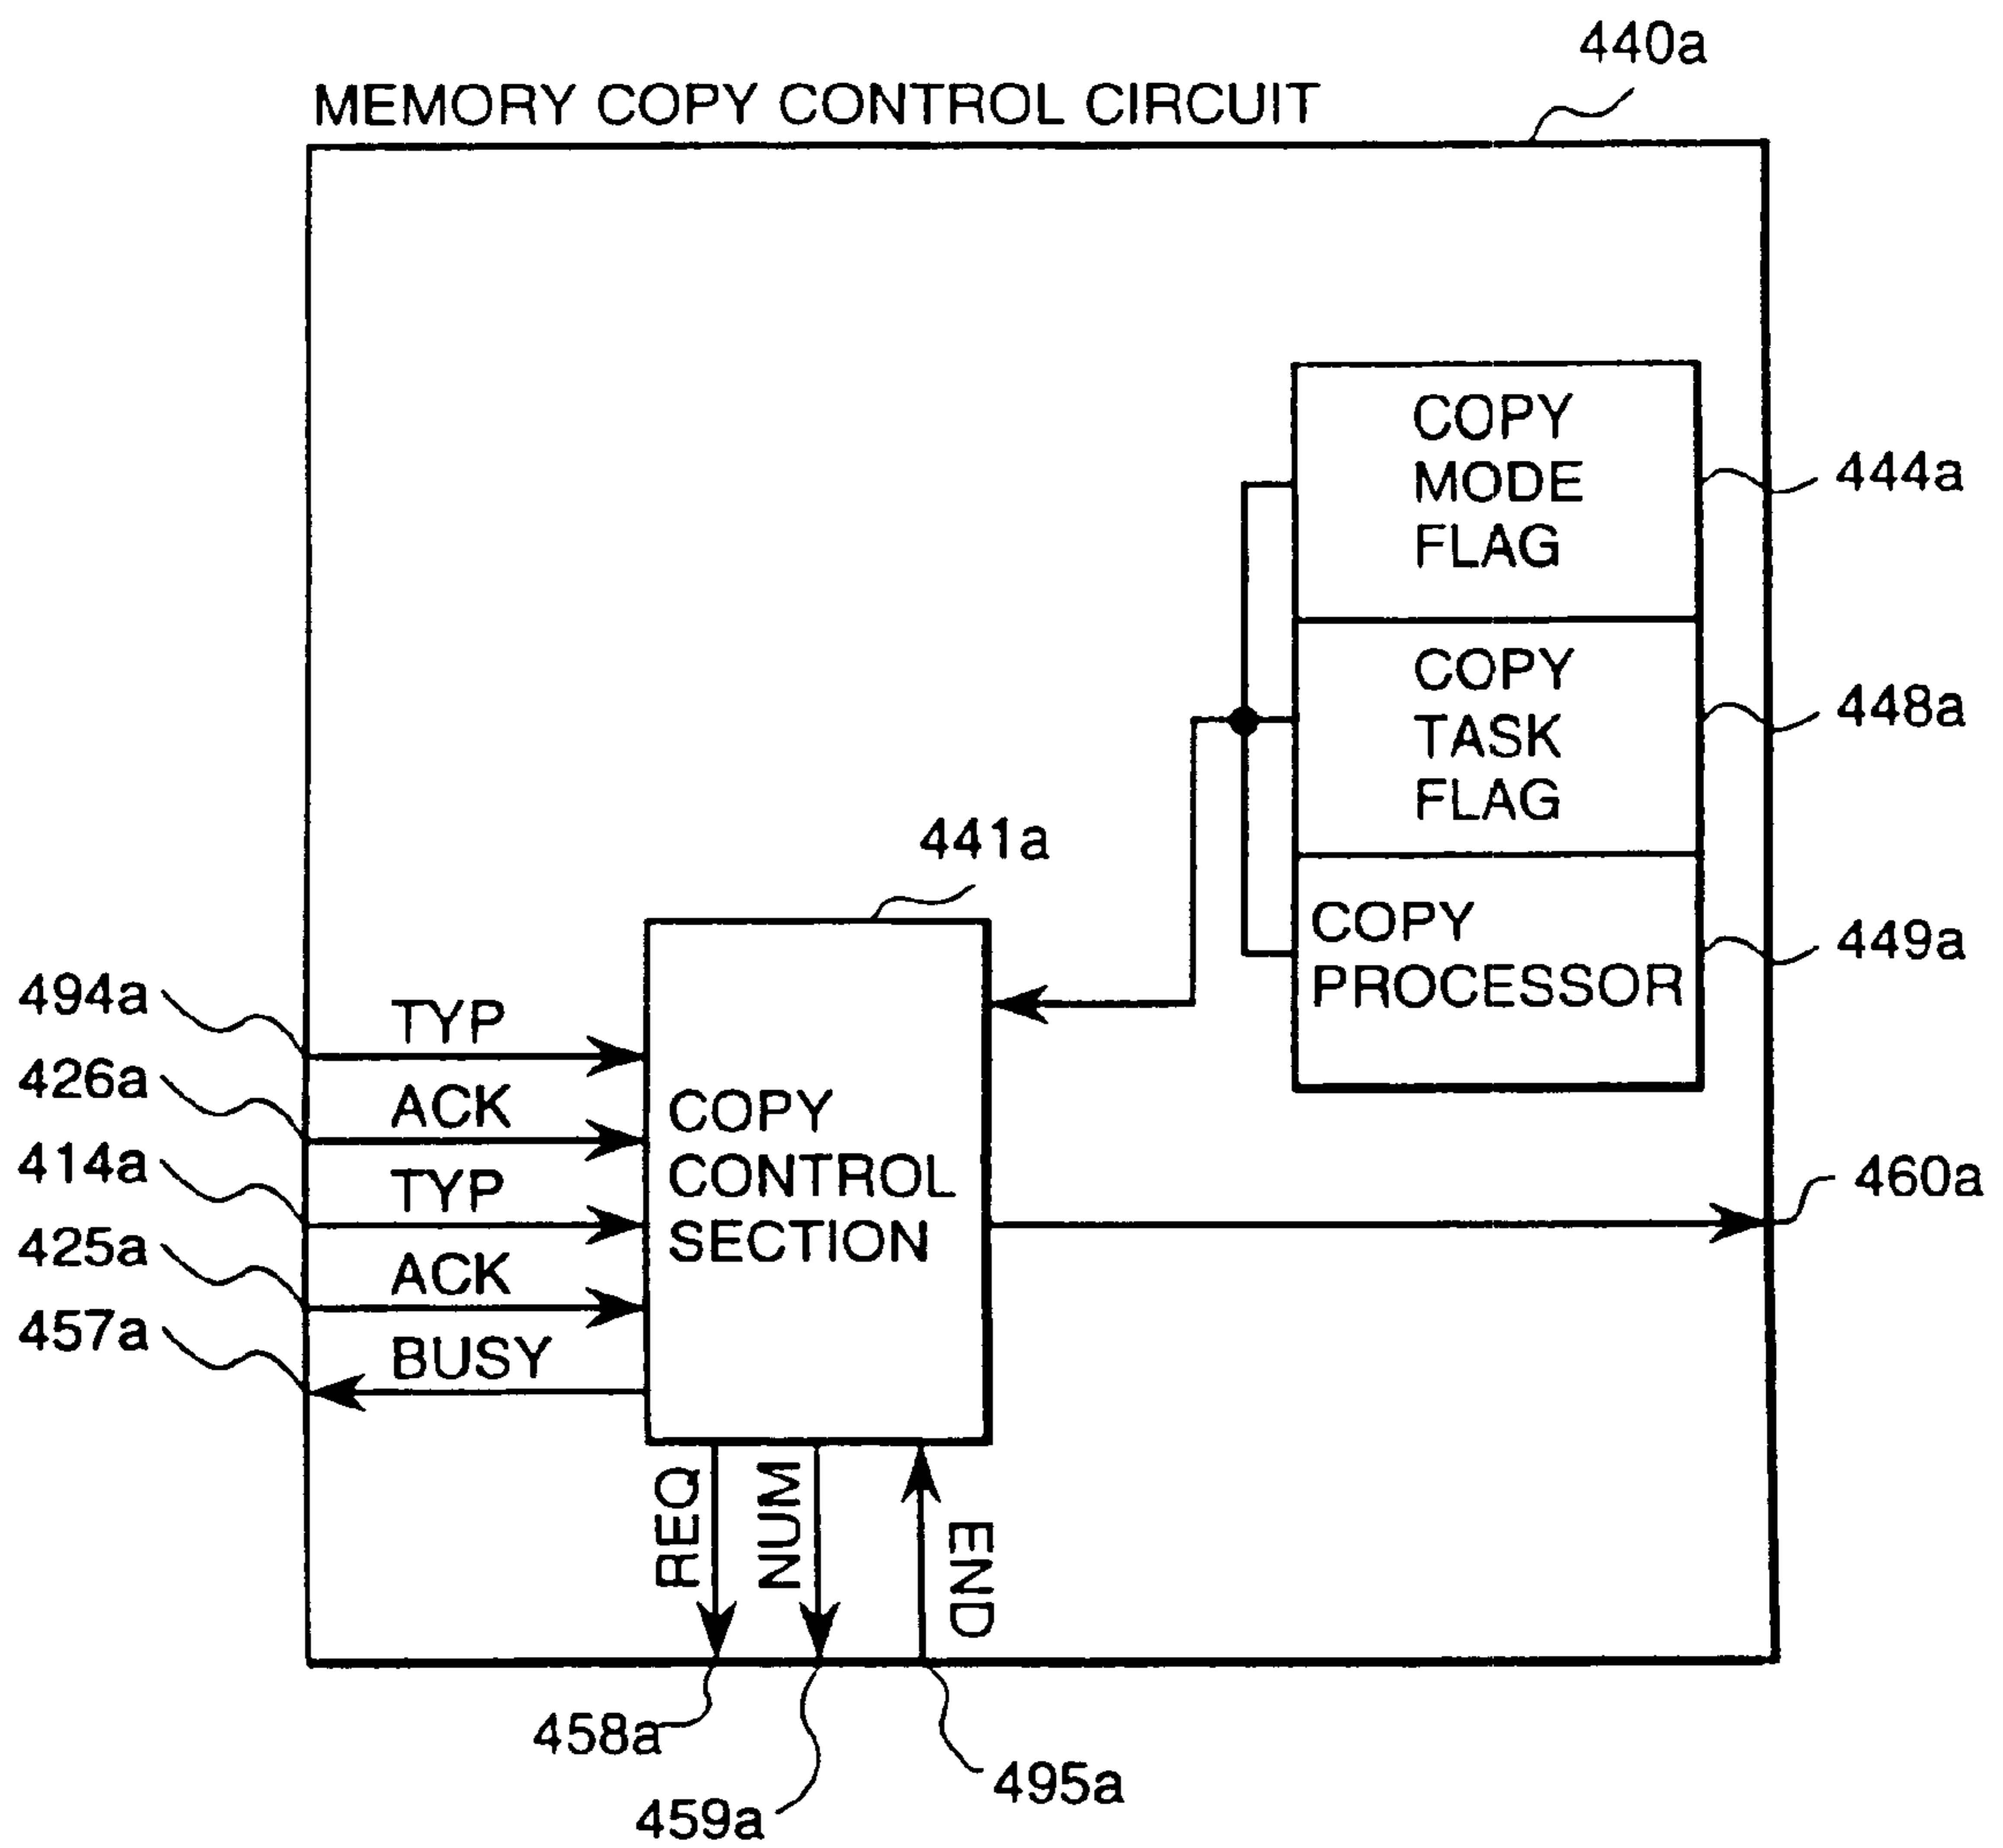 440a
MEMORY COPY CONTROL CIRCUIT
COPY
MODE
FLAG
444a
COPY
TASK
FLAG
448a
COPY
PROCESSOR
449a
441a
COPY
CONTROL
SECTION
494a
TYP
426a
ACK
414a
TYP
425a
ACK
457a
BUSY
460a
REQ
NUM
END
458a
459a
495a